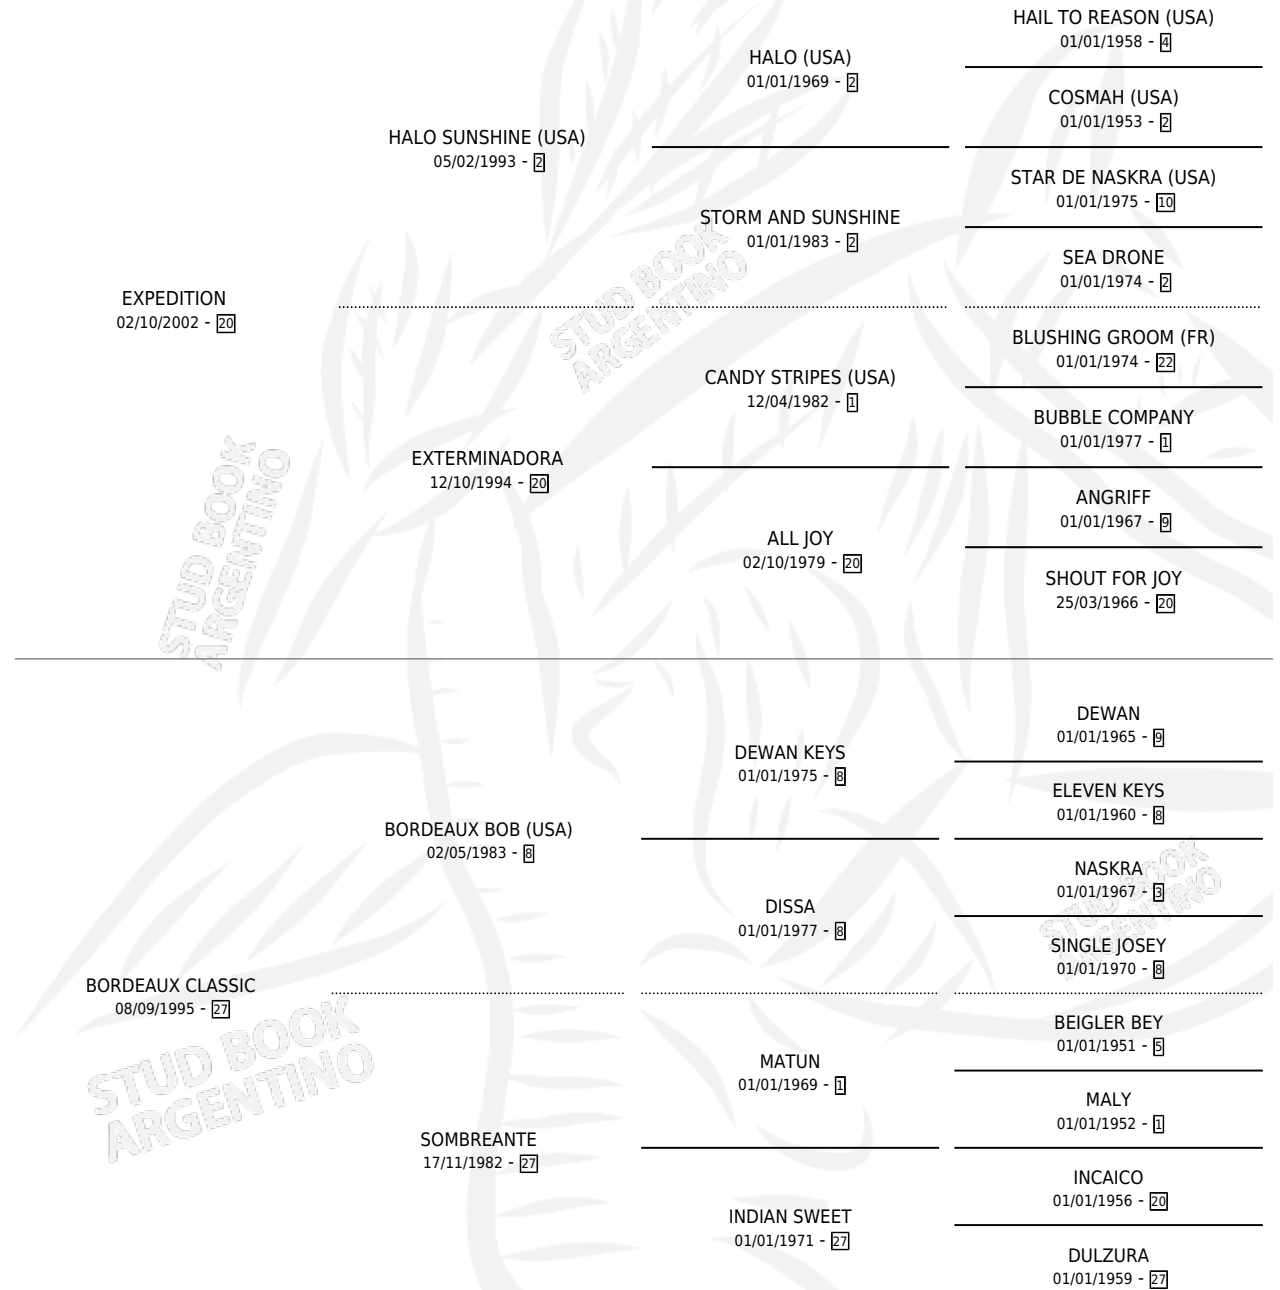 HAIL TO REASON (USA)
01/01/1958 - 4
HALO (USA)
01/01/1969 - 2
COSMAH (USA)
01/01/1953 - 2
HALO SUNSHINE (USA)
05/02/1993 - 2
STAR DE NASKRA (USA)
01/01/1975 - 10
STORM AND SUNSHINE
01/01/1983 - 2
SEA DRONE
01/01/1974 - 2
EXPEDITION
02/10/2002 - 20
BLUSHING GROOM (FR)
01/01/1974 - 22
CANDY STRIPES (USA)
12/04/1982 - 1
BUBBLE COMPANY
01/01/1977 - 1
EXTERMINADORA
12/10/1994 - 20
ANGRIFF
01/01/1967 - 9
ALL JOY
02/10/1979 - 20
SHOUT FOR JOY
25/03/1966 - 20
DEWAN
01/01/1965 - 9
DEWAN KEYS
01/01/1975 - 8
ELEVEN KEYS
01/01/1960 - 8
BORDEAUX BOB (USA)
02/05/1983 - 8
NASKRA
01/01/1967 - 3
DISSA
01/01/1977 - 8
SINGLE JOSEY
01/01/1970 - 8
BORDEAUX CLASSIC
08/09/1995 - 27
BEIGLER BEY
01/01/1951 - 5
MATUN
01/01/1969 - 1
MALY
01/01/1952 - 1
SOMBREANTE
17/11/1982 - 27
INCAICO
01/01/1956 - 20
INDIAN SWEET
01/01/1971 - 27
DULZURA
01/01/1959 - 27
STUD BOOK
ARGENTINO
STUD BOOK
ARGENTINO
STUD BOOK
ARGENTINO
STUD BOOK
ARGENTINO